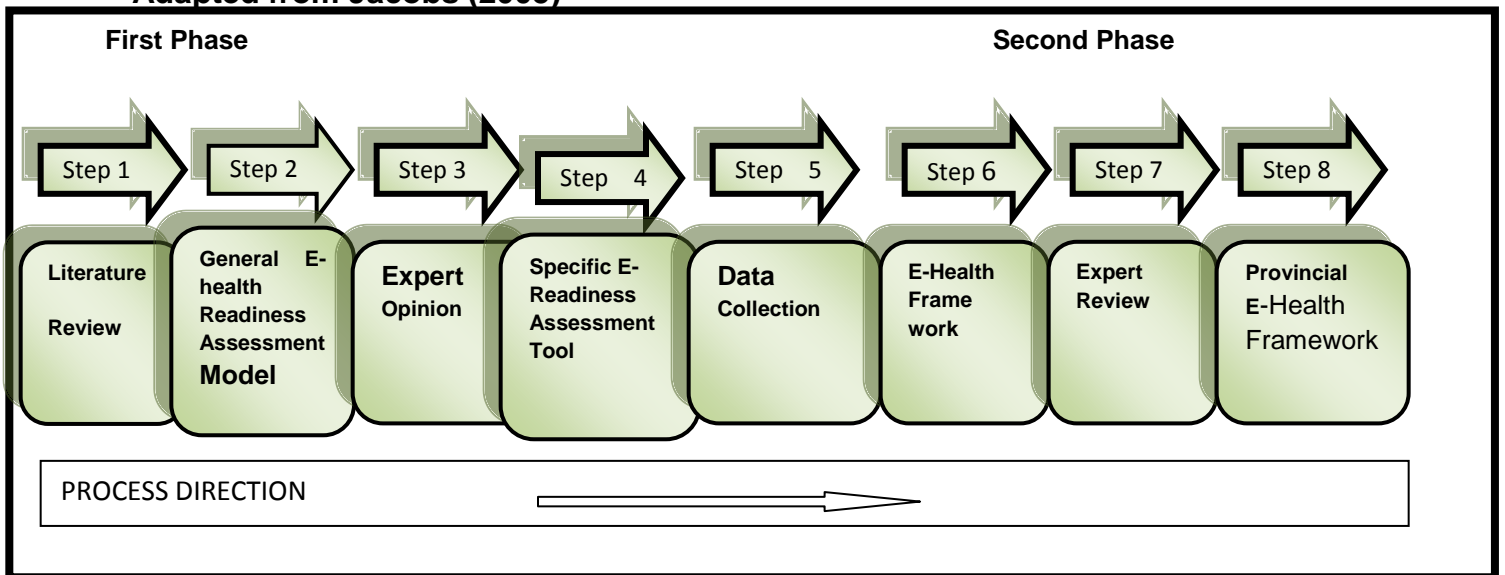 First Phase
Second Phase
Step 1
Step 2
Step 3
Step 4
Step 5
Step 6
Step 7
Step 8
Literature
Review
General E-
health
Readiness
Assessment
Model
Expert
Opinion
Specific E-
Readiness
Assessment
Tool
Data
Collection
E-Health
Frame
work
Expert
Review
Provincial
E-Health
Framework
PROCESS DIRECTION